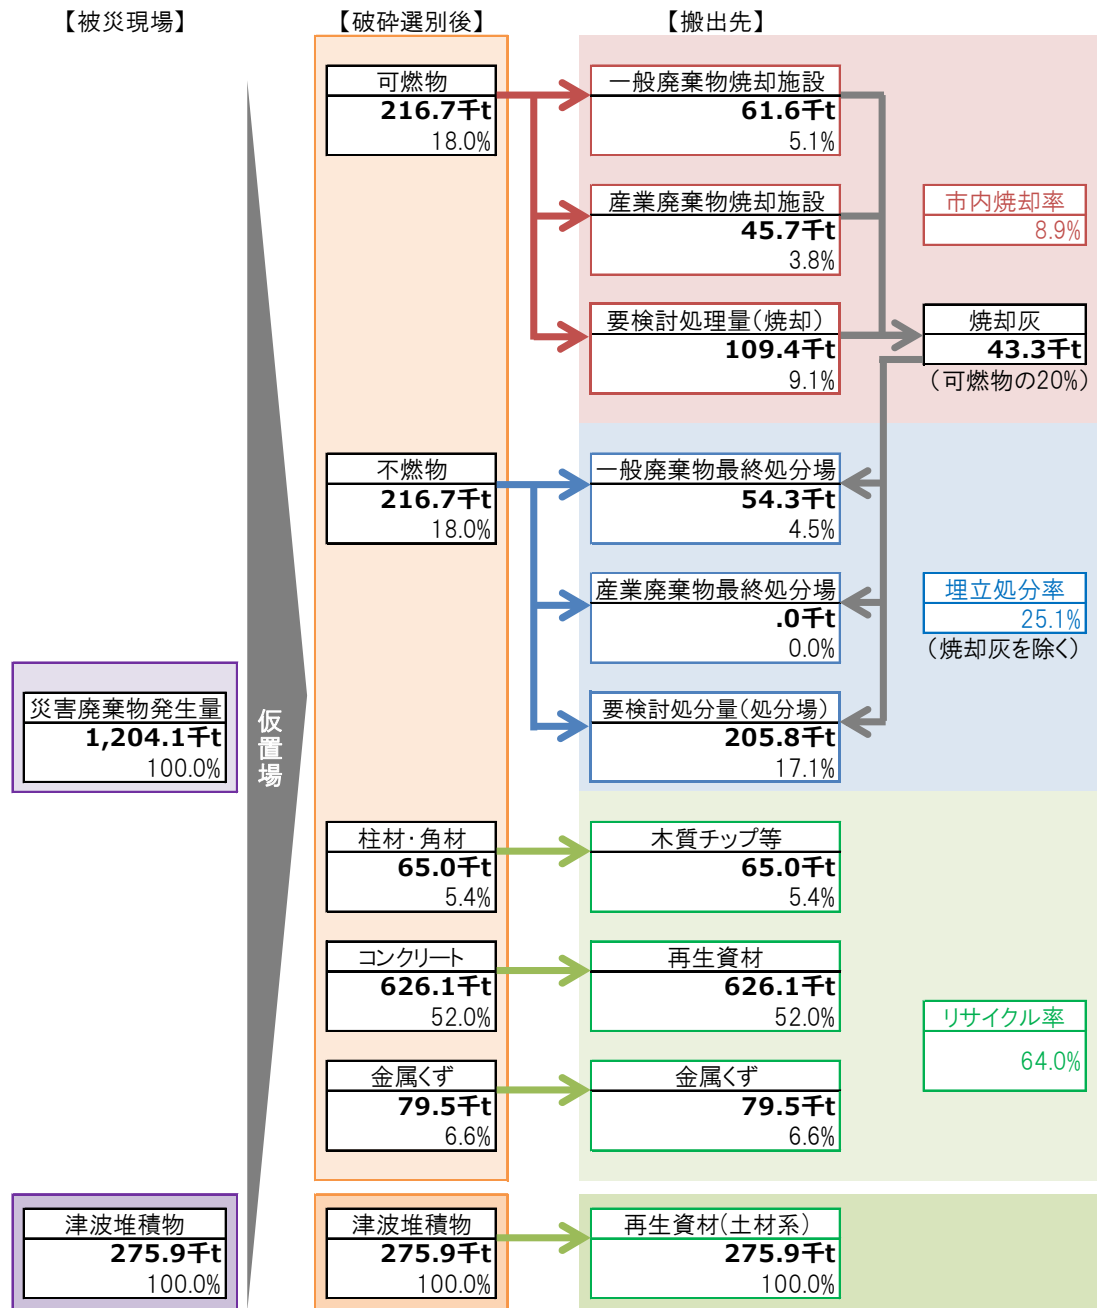 【被災現場】
【破砕選別後】
【搬出先】
可燃物
216.7千t
18.0%
一般廃棄物焼却施設
61.6千t
5.1%
産業廃棄物焼却施設
45.7千t
3.8%
市内焼却率
8.9%
要検討処理量(焼却)
109.4千t
9.1%
焼却灰
43.3千t
(可燃物の20%)
不燃物
216.7千t
18.0%
一般廃棄物最終処分場
54.3千t
4.5%
産業廃棄物最終処分場
.0千t
0.0%
埋立処分率
25.1%
(焼却灰を除く)
災害廃棄物発生量
1,204.1千t
100.0%
仮置場
要検討処分量(処分場)
205.8千t
17.1%
柱材・角材
65.0千t
5.4%
木質チップ等
65.0千t
5.4%
コンクリート
626.1千t
52.0%
再生資材
626.1千t
52.0%
リサイクル率
64.0%
金属くず
79.5千t
6.6%
金属くず
79.5千t
6.6%
津波堆積物
275.9千t
100.0%
津波堆積物
275.9千t
100.0%
再生資材(土材系)
275.9千t
100.0%